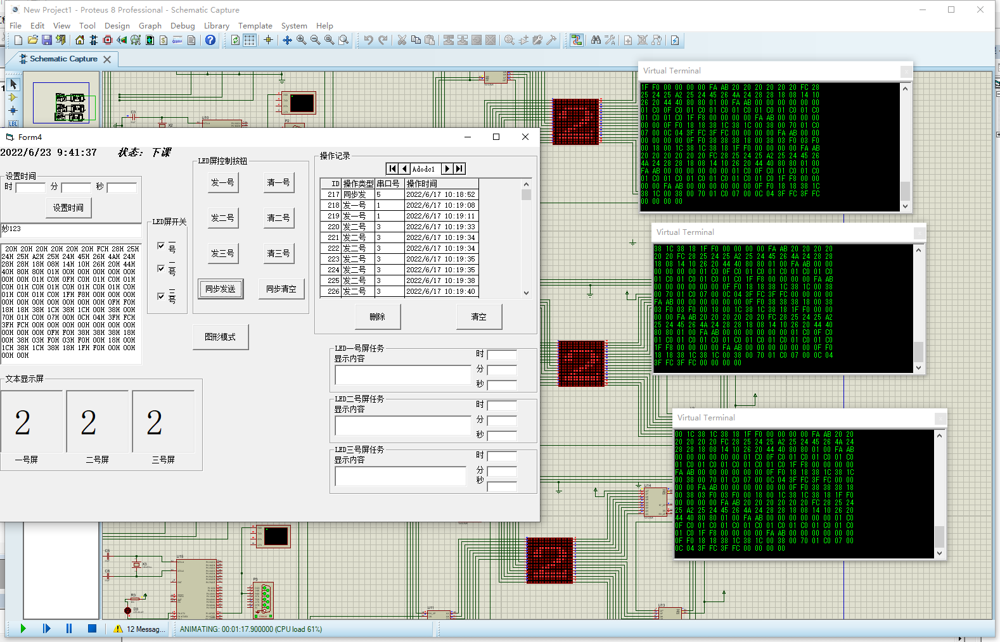 New Project1 - Proteus 8 Professional - Schematic Capture
File Edit View Tool Design Graph Debug Library Template System Help
Schematic Capture
Form4
2022/6/23 9:41:37 状态：下课
设置时间
时 分 秒
设置时间
妙123
20H 20H 20H 20H 20H 20H FCH 28H 25H
24H 25H A2H 25H 24H 45H 26H 4AH 24H
28H 28H 18H 08H 14H 10H 26H 20H 44H
40H 80H 80H 01H 00H 00H 00H 00H 00H
00H 00H 01H C0H 0FH C0H 01H C0H 01H
C0H 01H C0H 01H C0H 01H C0H 01H C0H
01H C0H 01H C0H 1FH F8H 00H 00H 00H
00H 00H 00H 00H 00H 00H 00H 0FH F0H
18H 18H 38H 1CH 38H 1CH 00H 38H 00H
70H 01H C0H 07H 00H 0CH 04H 3FH FCH
3FH FCH 00H 00H 00H 00H 00H 00H 00H
00H 00H 00H 0FH F0H 38H 38H 38H 18H
00H 38H 03H F0H 03H F0H 00H 18H 00H
1CH 38H 1CH 38H 18H 1FH F0H 00H 00H
00H 00H
文本显示屏
2 2 2
一号屏 二号屏 三号屏
LED屏开关
一号
二号
三号
LED屏控制按钮
发一号 清一号
发二号 清二号
发三号 清三号
同步发送 同步清空
图形模式
操作记录
Adodc1
ID 操作类型 串口号 操作时间
217 同步发 5 2022/6/17 10:18:52
218 发一号 1 2022/6/17 10:19:08
219 发一号 1 2022/6/17 10:19:11
220 发二号 3 2022/6/17 10:19:33
221 发二号 3 2022/6/17 10:19:34
222 发二号 3 2022/6/17 10:19:34
223 发二号 3 2022/6/17 10:19:35
224 发二号 3 2022/6/17 10:19:35
225 发二号 3 2022/6/17 10:19:38
226 发二号 3 2022/6/17 10:19:40
删除 清空
LED一号屏任务
显示内容
时
分
秒
LED二号屏任务
显示内容
时
分
秒
LED三号屏任务
显示内容
时
分
秒
Virtual Terminal
1F F0 00 00 00 00 FA AB 20 20 20 20 20 20 FC 28
25 24 25 A2 25 24 45 26 4A 24 28 28 18 08 14 10
26 20 44 40 80 80 01 00 FA AB 00 00 00 00 00 00
01 C0 0F C0 01 C0 01 C0 01 C0 01 C0 01 C0 01 C0
01 C0 01 C0 1F F8 00 00 00 00 FA AB 00 00 00 00
00 00 0F F0 18 18 38 1C 38 1C 00 38 00 70 01 C0
07 00 0C 04 3F FC 3F FC 00 00 00 00 FA AB 00 00
00 00 00 00 0F F0 38 38 38 18 00 38 03 F0 03 F0
00 18 00 1C 38 1C 38 18 1F F0 00 00 00 00 FA AB
20 20 20 20 20 20 FC 28 25 24 25 A2 25 24 45 26
4A 24 28 28 18 08 14 10 26 20 44 40 80 80 01 00
FA AB 00 00 00 00 00 00 01 C0 0F C0 01 C0 01 C0
01 C0 01 C0 01 C0 01 C0 01 C0 01 C0 1F F8 00 00
00 00 FA AB 00 00 00 00 00 00 0F F0 18 18 38 1C
38 1C 00 38 00 70 01 C0 07 00 0C 04 3F FC 3F FC
00 00 00 00
Virtual Terminal
38 1C 38 18 1F F0 00 00 00 00 FA AB 20 20 20 20
20 20 FC 28 25 24 25 A2 25 24 45 26 4A 24 28 28
18 08 14 10 26 20 44 40 80 80 01 00 FA AB 00 00
00 00 00 00 01 C0 0F C0 01 C0 01 C0 01 C0 01 C0
01 C0 01 C0 01 C0 01 C0 1F F8 00 00 00 00 FA AB
00 00 00 00 00 00 0F F0 18 18 38 1C 38 1C 00 38
00 70 01 C0 07 00 0C 04 3F FC 3F FC 00 00 00 00
FA AB 00 00 00 00 00 00 0F F0 38 38 38 18 00 38
03 F0 03 F0 00 18 00 1C 38 1C 38 18 1F F0 00 00
00 00 FA AB 20 20 20 20 20 20 FC 28 25 24 25 A2
25 24 45 26 4A 24 28 28 18 08 14 10 26 20 44 40
80 80 01 00 FA AB 00 00 00 00 00 00 01 C0 0F C0
01 C0 01 C0 01 C0 01 C0 01 C0 01 C0 01 C0 01 C0
1F F8 00 00 00 00 FA AB 00 00 00 00 00 00 0F F0
18 18 38 1C 38 1C 00 38 00 70 01 C0 07 00 0C 04
3F FC 3F FC 00 00 00 00
Virtual Terminal
00 1C 38 1C 38 18 1F F0 00 00 00 00 FA AB 20 20
20 20 20 20 FC 28 25 24 25 A2 25 24 45 26 4A 24
28 28 18 08 14 10 26 20 44 40 80 80 01 00 FA AB
00 00 00 00 00 00 01 C0 0F C0 01 C0 01 C0 01 C0
01 C0 01 C0 01 C0 01 C0 01 C0 1F F8 00 00 00 00
FA AB 00 00 00 00 00 00 0F F0 18 18 38 1C 38 1C
00 38 00 70 01 C0 07 00 0C 04 3F FC 3F FC 00 00
00 00 FA AB 00 00 00 00 00 00 0F F0 38 38 38 18
00 38 03 F0 03 F0 00 18 00 1C 38 1C 38 18 1F F0
00 00 00 00 FA AB 20 20 20 20 20 20 FC 28 25 24
25 A2 25 24 45 26 4A 24 28 28 18 08 14 10 26 20
44 40 80 80 01 00 FA AB 00 00 00 00 00 00 01 C0
0F C0 01 C0 01 C0 01 C0 01 C0 01 C0 01 C0 01 C0
01 C0 1F F8 00 00 00 00 FA AB 00 00 00 00 00 00
0F F0 18 18 38 1C 38 1C 00 38 00 70 01 C0 07 00
0C 04 3F FC 3F FC 00 00 00 00
C3
X2
U10
P2
U14
C5
C6
X3
U15
R3
D3
P3
U11
U13
12 Messag...
ANIMATING: 00:01:17.900000 (CPU load 61%)